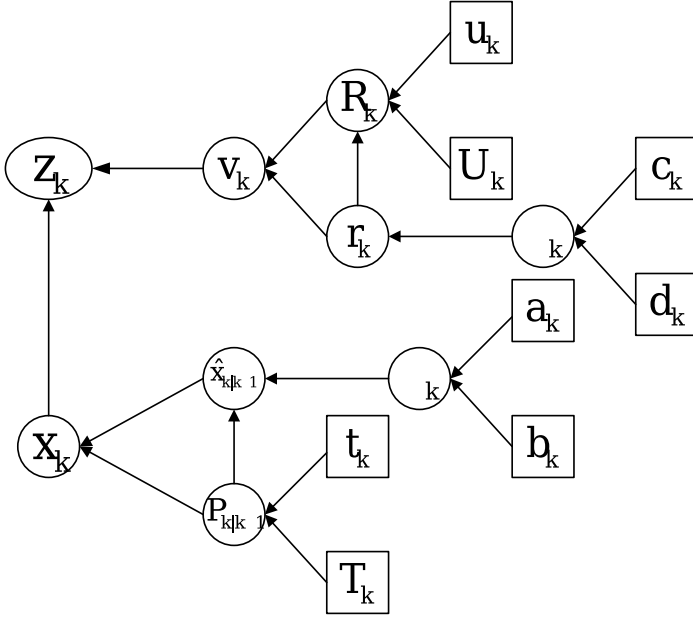 u_k
R_k
z_k
v_k
U_k
c_k
r_k
k
d_k
a_k
x̂_k|k 1
k
x_k
t_k
b_k
P_k|k 1
T_k